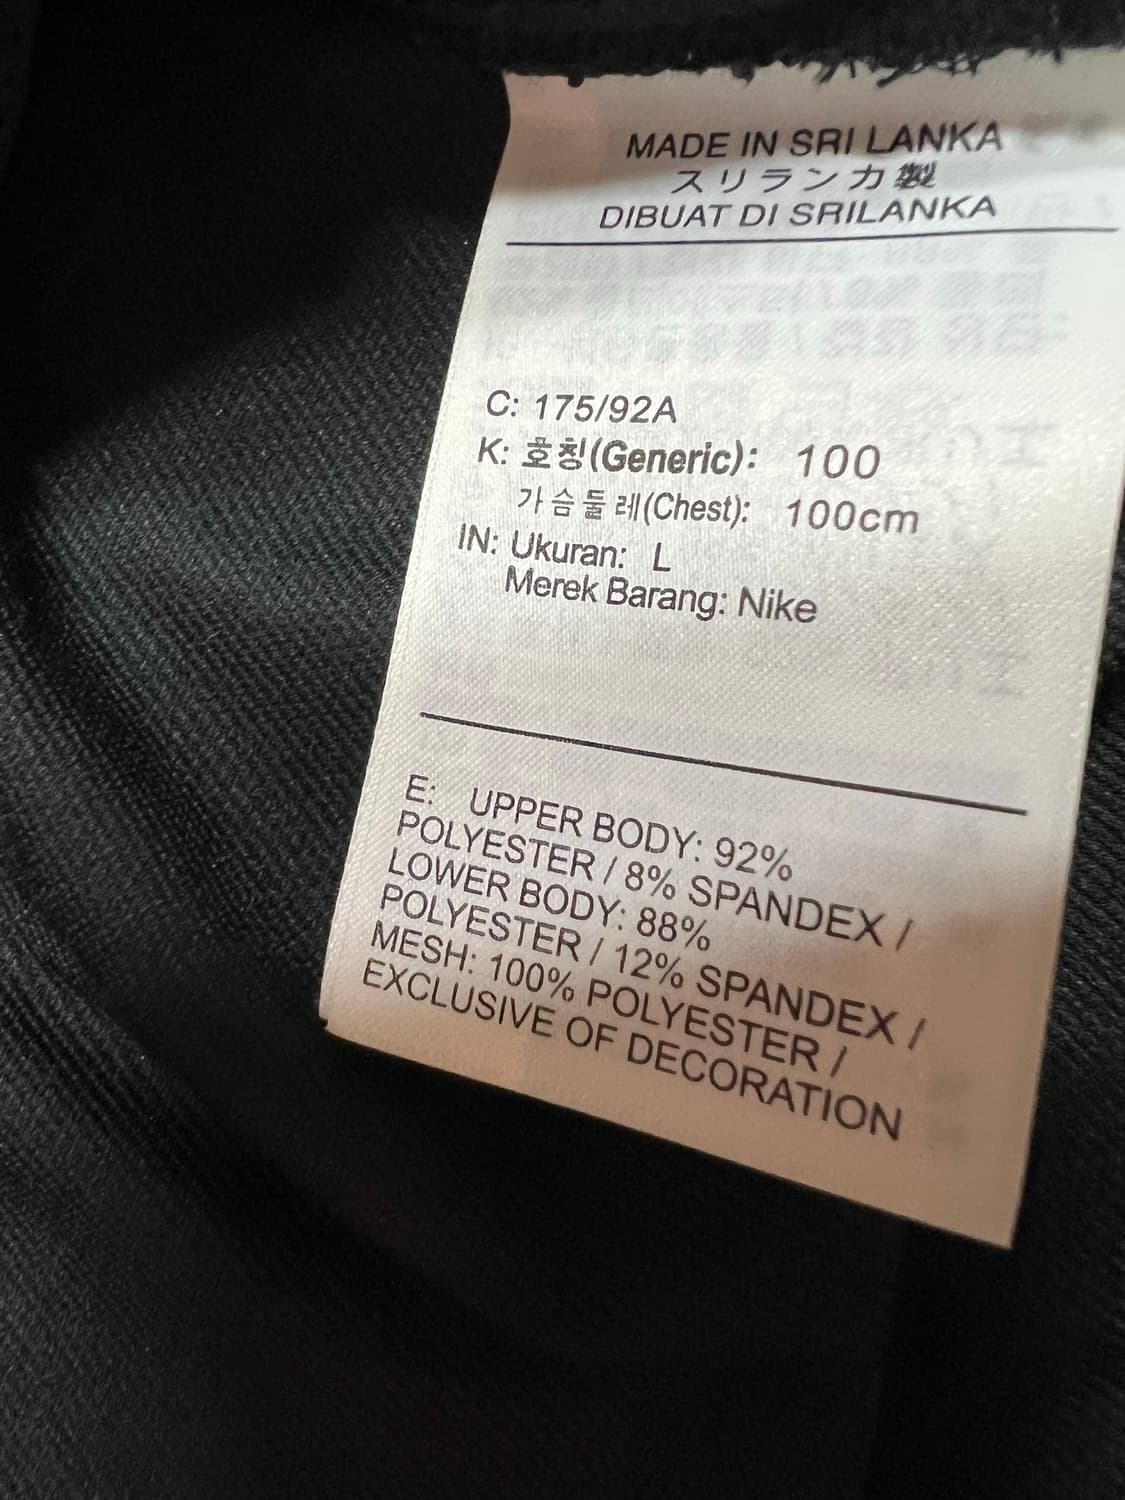 MADE IN SRI LANKA
スリランカ製
DIBUAT DI SRILANKA
C: 175/92A
K: 호칭(Generic): 100
가슴둘레(Chest): 100cm
IN: Ukuran: L
Merek Barang: Nike
E: UPPER BODY: 92%
POLYESTER / 8% SPANDEX /
LOWER BODY: 88%
POLYESTER / 12% SPANDEX /
MESH: 100% POLYESTER /
EXCLUSIVE OF DECORATION